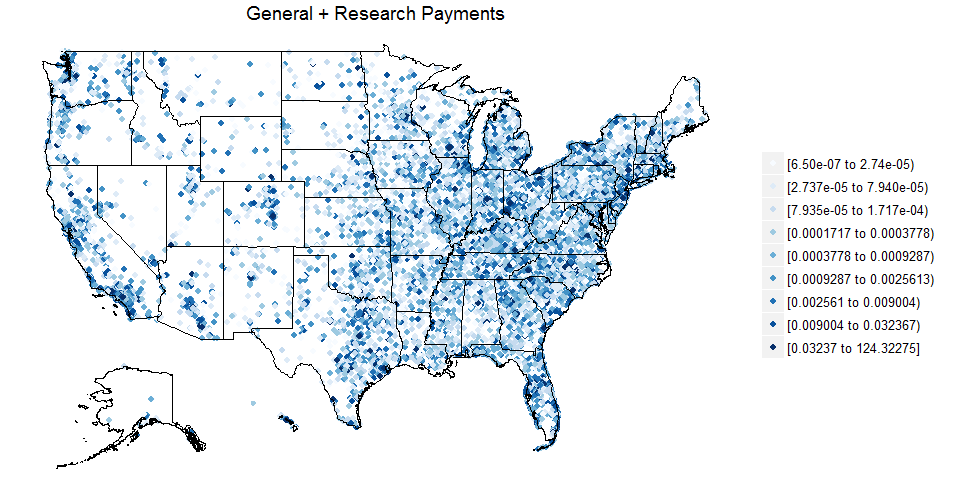 General + Research Payments
[6.50e-07 to 2.74e-05)
[2.737e-05 to 7.940e-05)
[7.935e-05 to 1.717e-04)
[0.0001717 to 0.0003778)
[0.0003778 to 0.0009287)
[0.0009287 to 0.0025613)
[0.002561 to 0.009004)
[0.009004 to 0.032367)
[0.03237 to 124.32275]